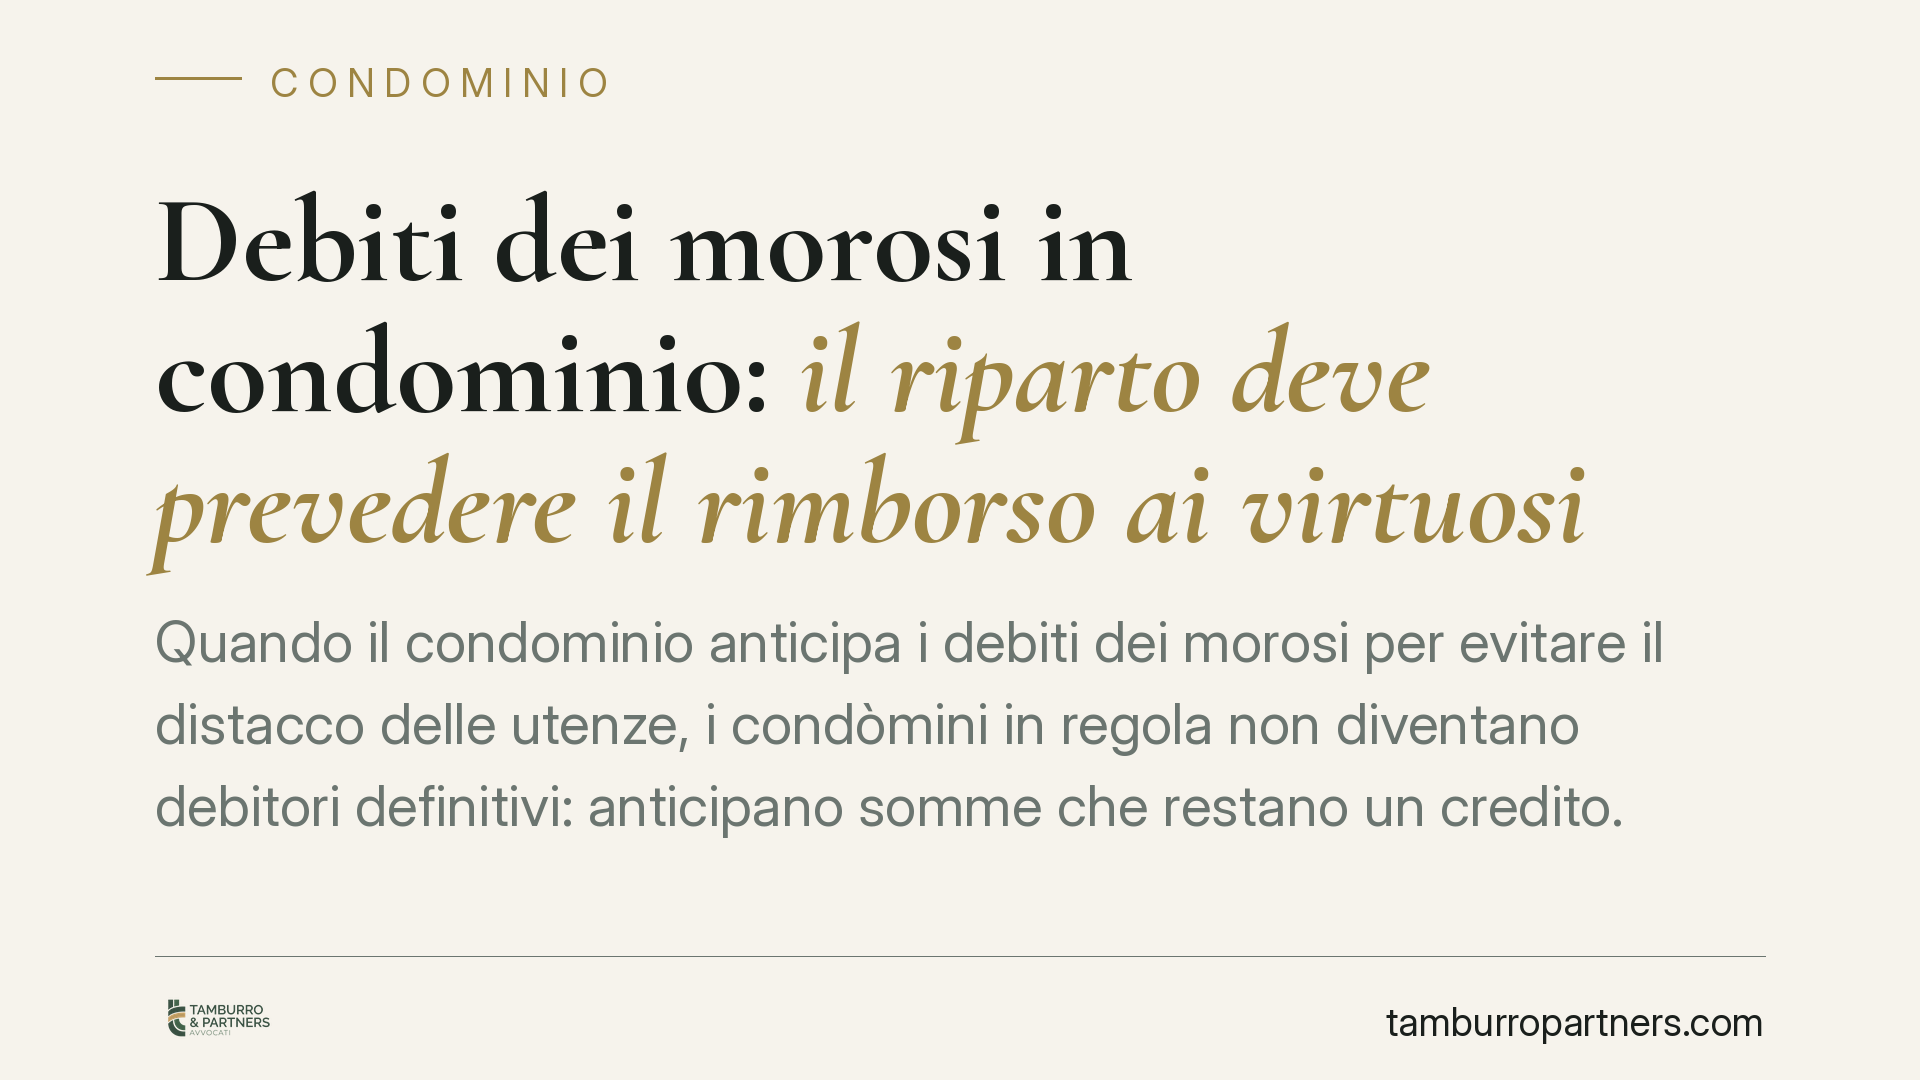 CONDOMINIO
Debiti dei morosi in
condominio: il riparto deve
prevedere il rimborso ai virtuosi
Quando il condominio anticipa i debiti dei morosi per evitare il
distacco delle utenze, i condòmini in regola non diventano
debitori definitivi: anticipano somme che restano un credito.
TAMBURRO
& PARTNERS
AVVOCATI
tamburropartners.com